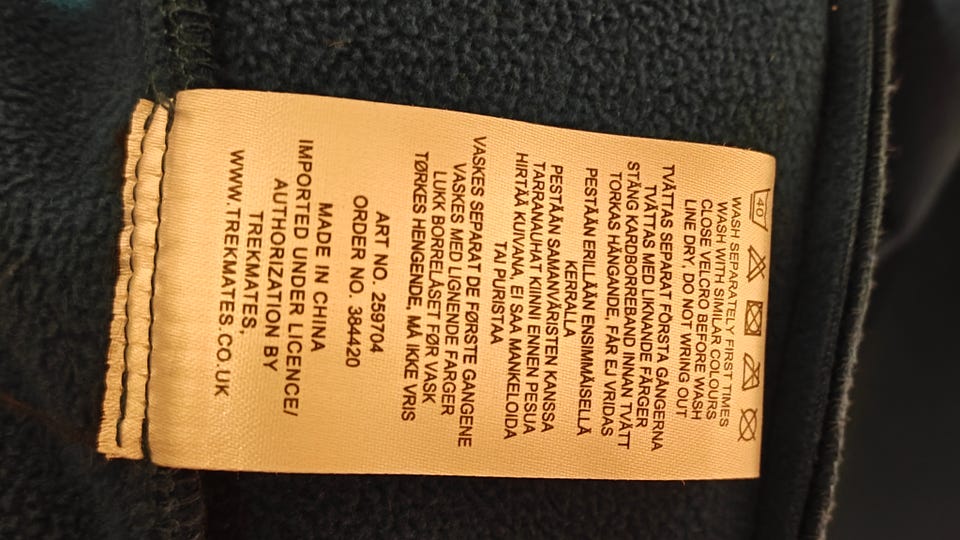 40
WASH SEPARATELY FIRST TIMES
WASH WITH SIMILAR COLOURS
CLOSE VELCRO BEFORE WASH
LINE DRY, DO NOT WRING OUT
TVÄTTAS SEPARAT FÖRSTA GÅNGERNA
TVÄTTAS MED LIKNANDE FÄRGER
STÄNG KARDBORREBAND INNAN TVÄTT
TORKAS HÄNGANDE, FÅR EJ VRIDAS
PESTÄÄN ERILLÄÄN ENSIMMÄISELLÄ
KERRALLA
PESTÄÄN SAMANVÄRISTEN KANSSA
TARRANAUHAT KIINNI ENNEN PESUA
HIRTÄÄ KUIVANA, EI SAA MANKELOIDA
TAI PURISTAA
VASKES SEPARAT DE FØRSTE GANGENE
VASKES MED LIGNENDE FARGER
LUKK BORRELÅSET FØR VASK
TØRKES HENGENDE, MÅ IKKE VRIS
ART NO. 259704
ORDER NO. 384420
MADE IN CHINA
IMPORTED UNDER LICENCE/
AUTHORIZATION BY
TREKMATES,
WWW.TREKMATES.CO.UK